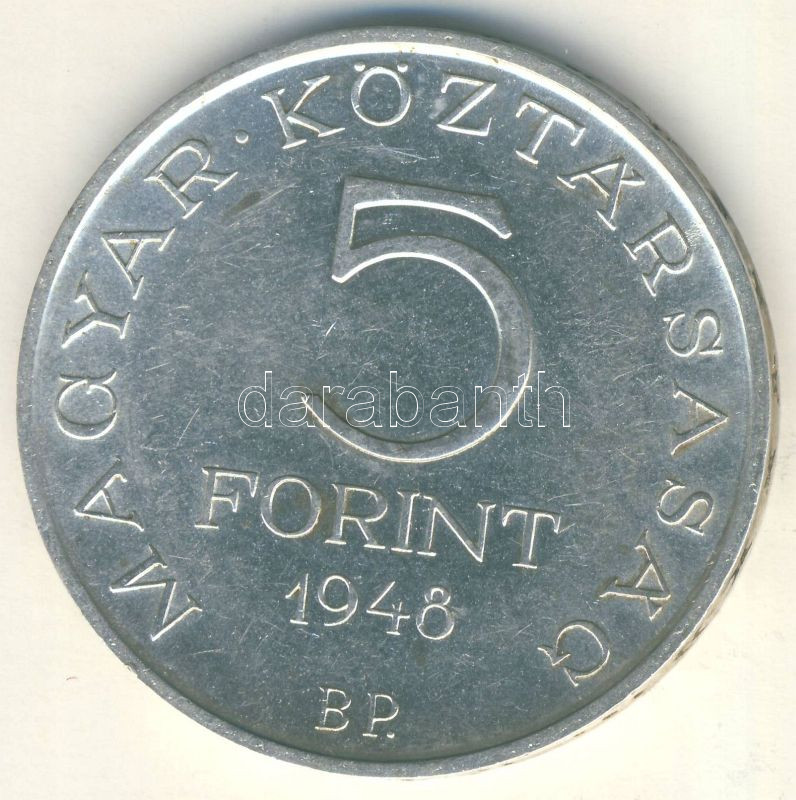 MAGYAR · KÖZTÁRSASÁG
5
darabanth
FORINT
1948
BP.